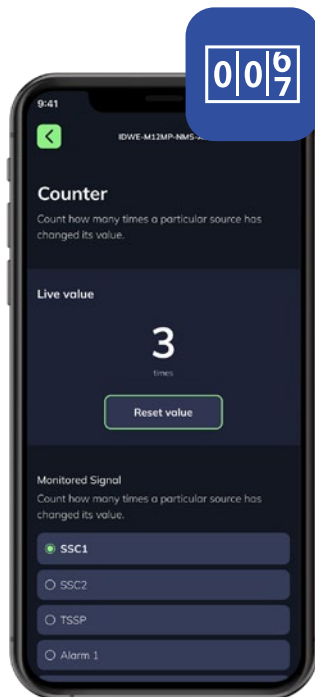 006
7
9:41
IDWE-M12MP-NMS-A
Counter
Count how many times a particular source has
changed its value.
Live value
3
times
Reset value
Monitored Signal
Count how many times a particular source has
changed its value.
SSC1
SSC2
TSSP
Alarm 1